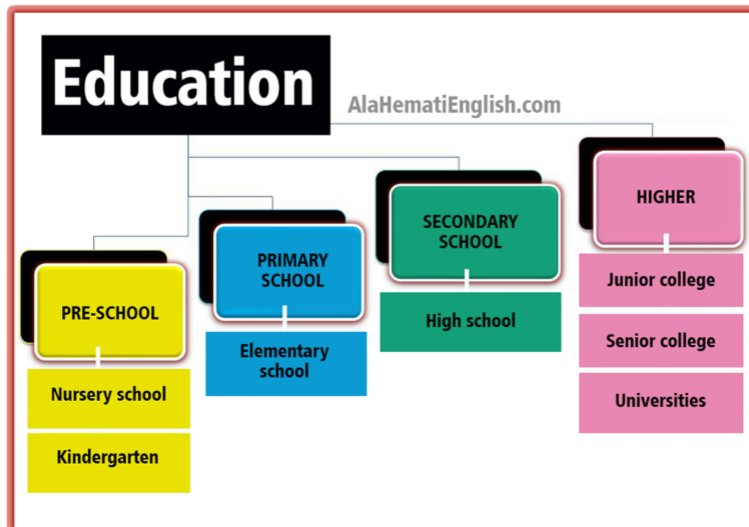 Education
AlaHematiEnglish.com
PRE-SCHOOL
Nursery school
Kindergarten
PRIMARY
SCHOOL
Elementary
school
SECONDARY
SCHOOL
High school
HIGHER
Junior college
Senior college
Universities